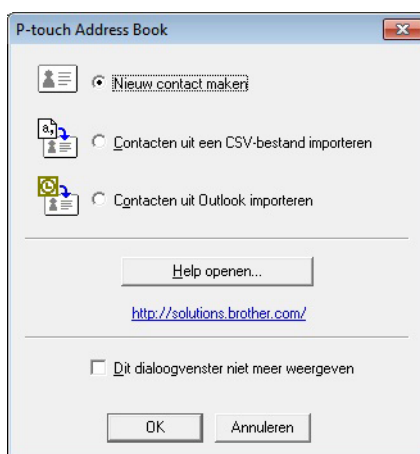 P-touch Address Book
Nieuw contact maken
a,
Contacten uit een CSV-bestand importeren
Contacten uit Outlook importeren
Help openen...
http://solutions.brother.com/
Dit dialoogvenster niet meer weergeven
OK Annuleren